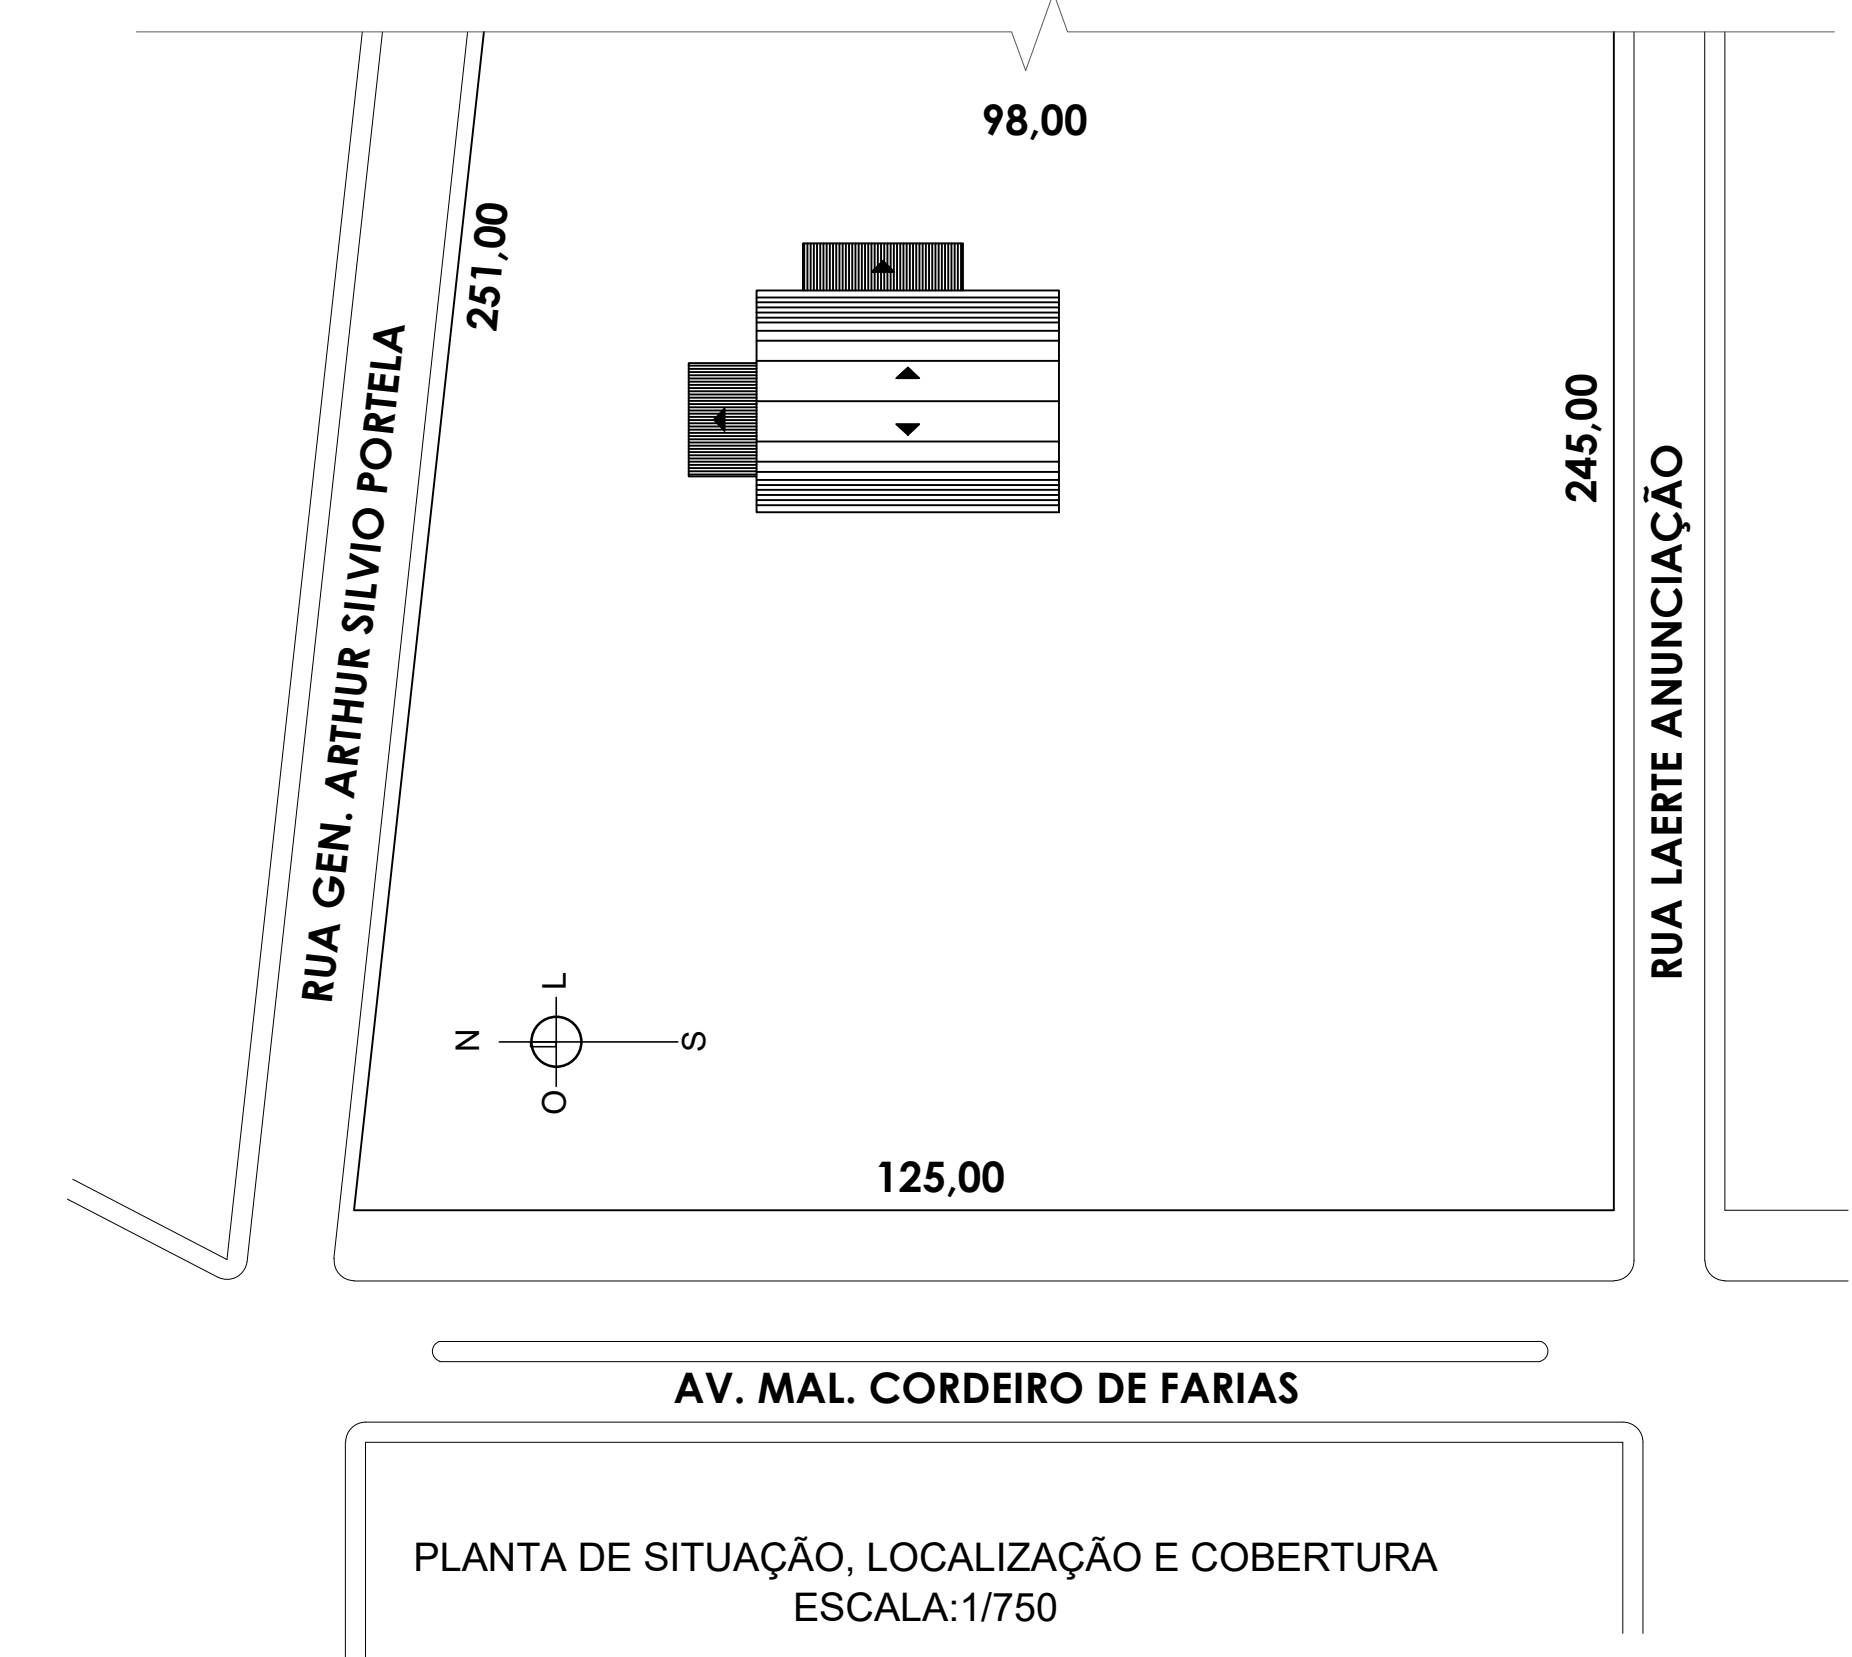 98,00
251,00
RUA GEN. ARTHUR SILVIO PORTELA
245,00
RUA LAERTE ANUNCIAÇÃO
L
N
S
O
125,00
AV. MAL. CORDEIRO DE FARIAS
PLANTA DE SITUAÇÃO, LOCALIZAÇÃO E COBERTURA
ESCALA:1/750